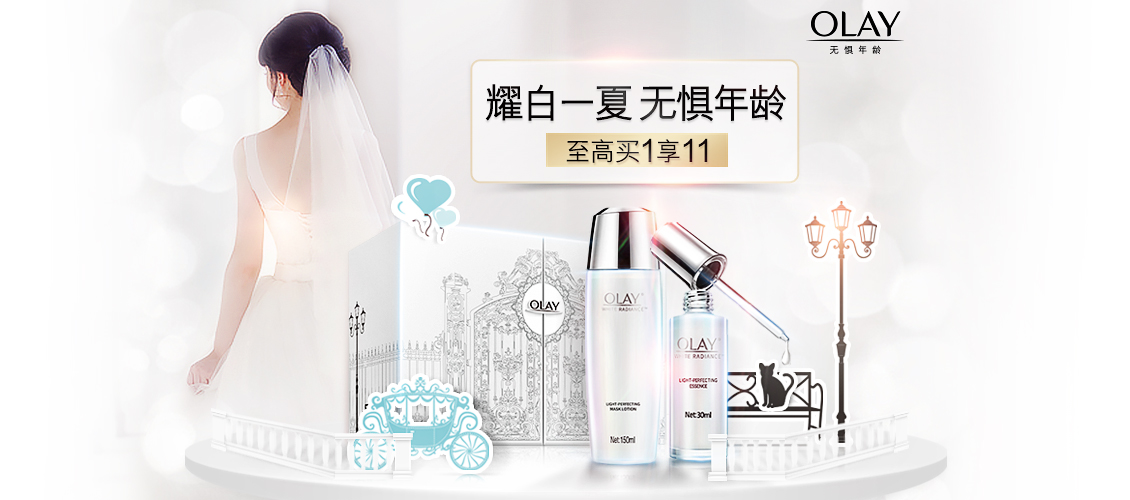 OLAY
无惧年龄
耀白一夏 无惧年龄
至高买1享11
OLAY
OLAY
WHITE RADIANCE
LIGHT-PERFECTING
MASK LOTION
Net 150ml
OLAY
WHITE RADIANCE
LIGHT-PERFECTING
ESSENCE
Net 30ml